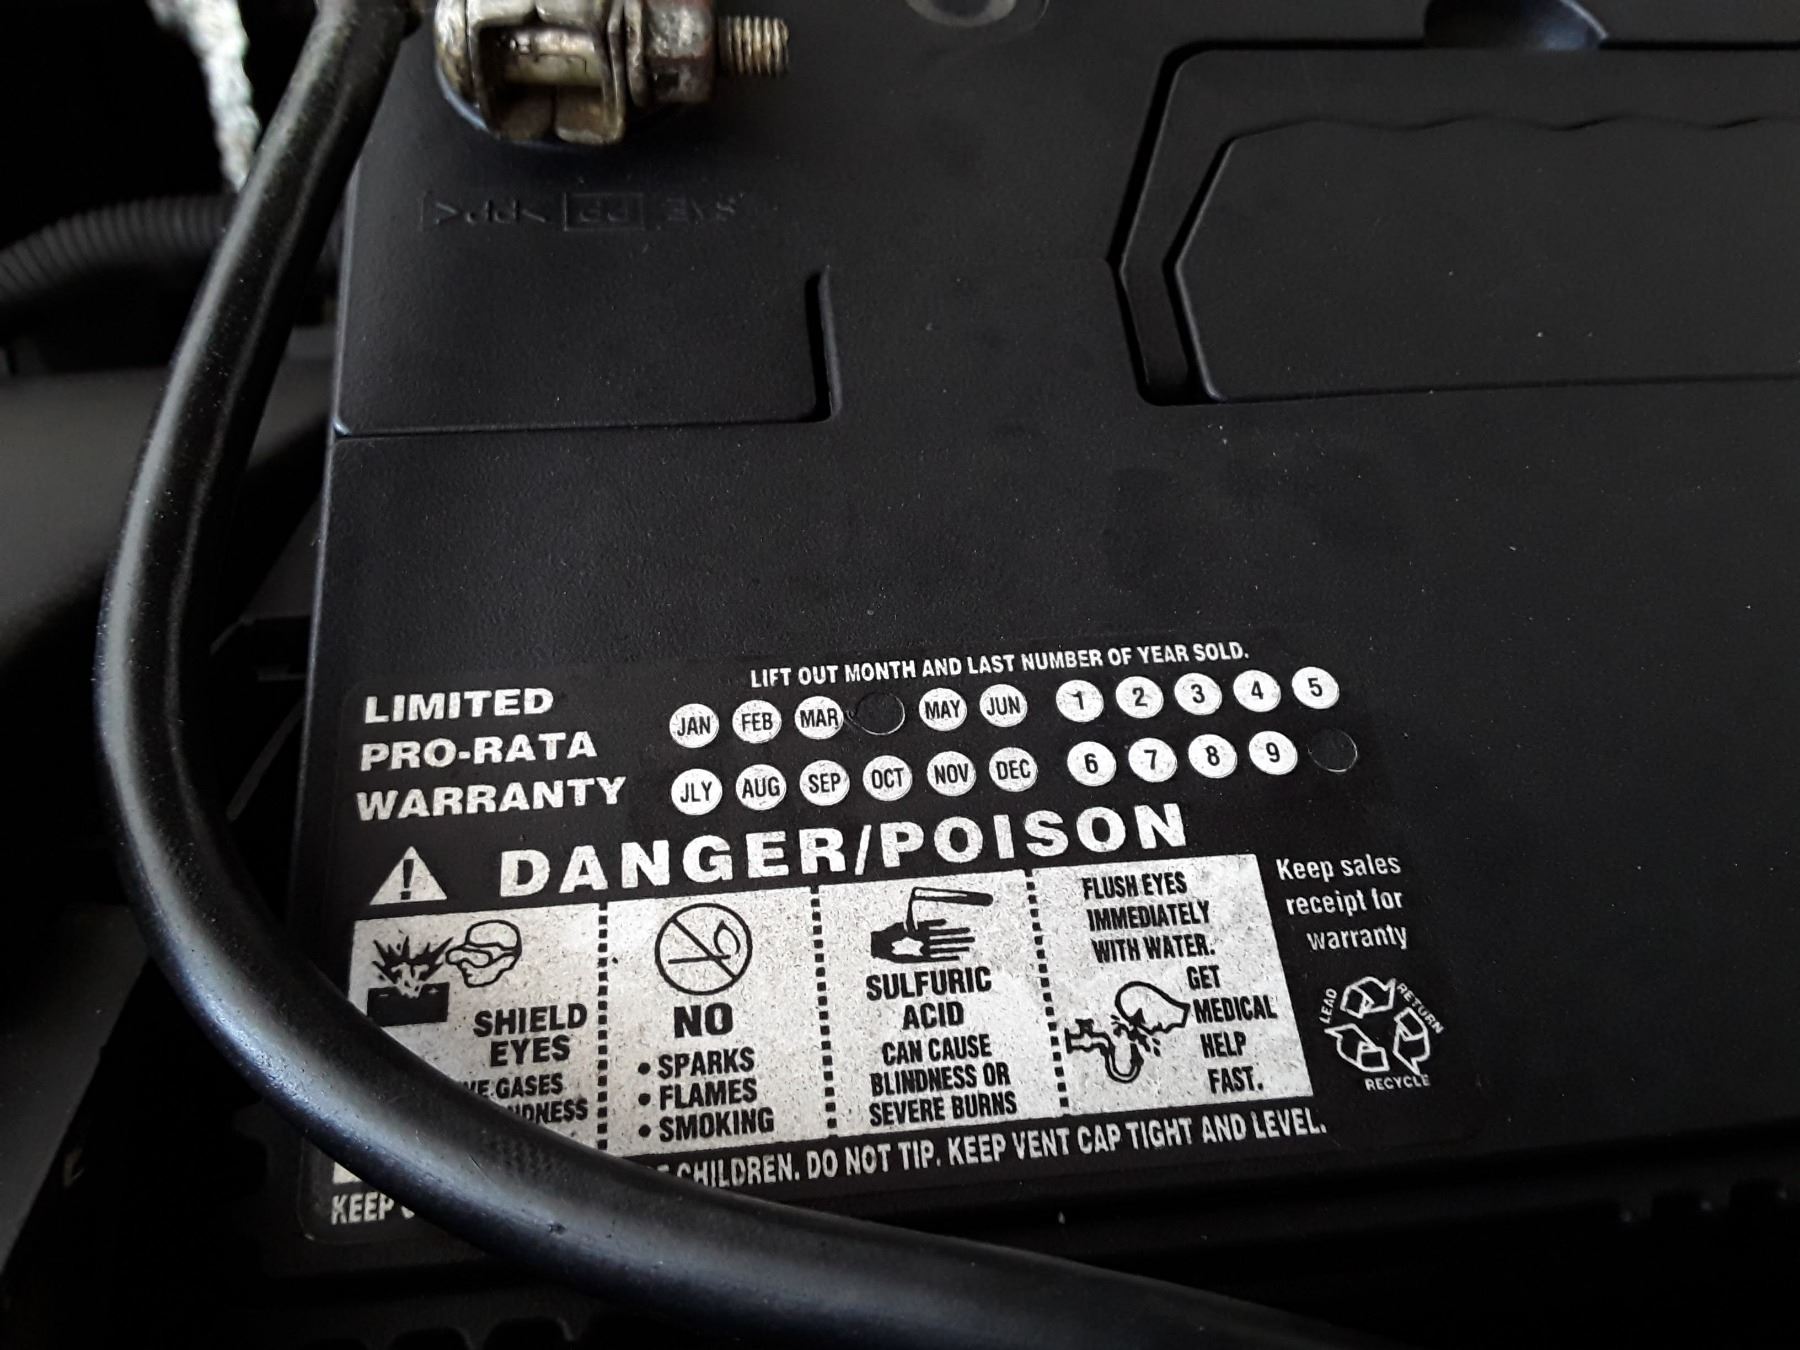 LIFT OUT MONTH AND LAST NUMBER OF YEAR SOLD.
LIMITED
PRO-RATA
WARRANTY
JAN FEB MAR MAY JUN 1 2 3 4 5
JLY AUG SEP OCT NOV DEC 6 7 8 9
DANGER/POISON
SHIELD
EYES
GASES
NO
• SPARKS
• FLAMES
• SMOKING
SULFURIC
ACID
CAN CAUSE
BLINDNESS OR
SEVERE BURNS
FLUSH EYES
IMMEDIATELY
WITH WATER.
GET
MEDICAL
HELP
FAST.
Keep sales
receipt for
warranty
LEAD
RETURN
RECYCLE
KEEP CHILDREN. DO NOT TIP. KEEP VENT CAP TIGHT AND LEVEL.